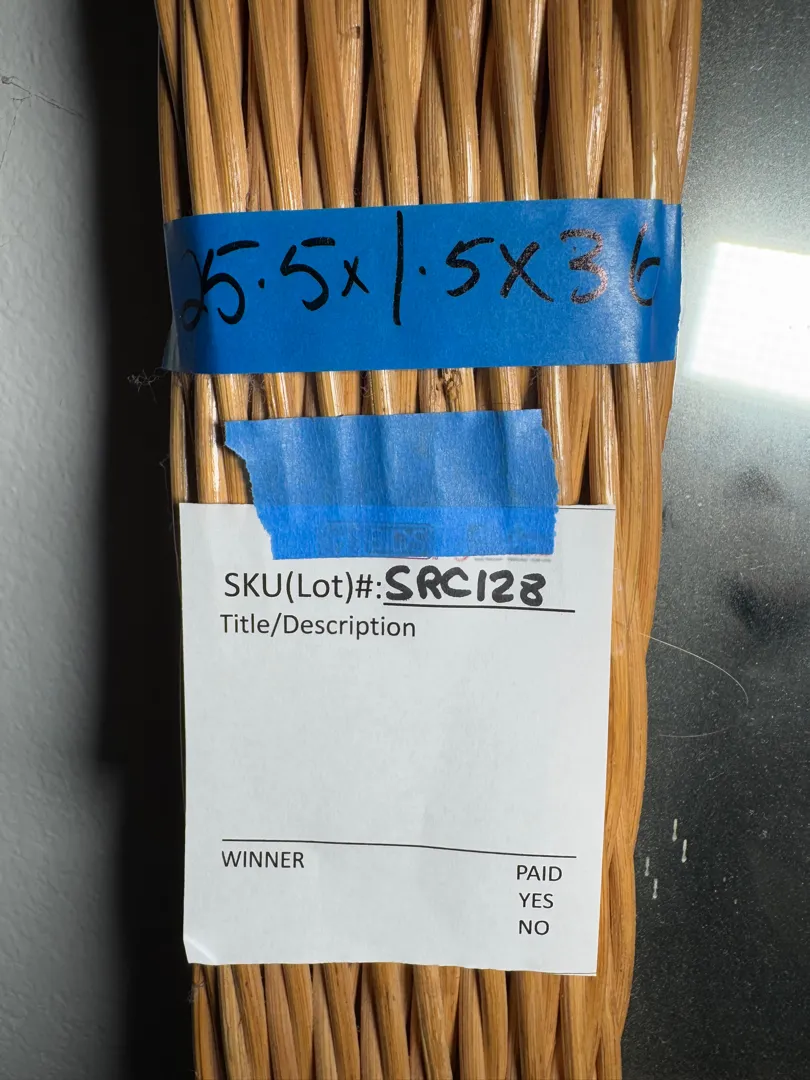 25.5x1.5x36
SKU(Lot)#:SRC128
Title/Description
WINNER
PAID
YES
NO